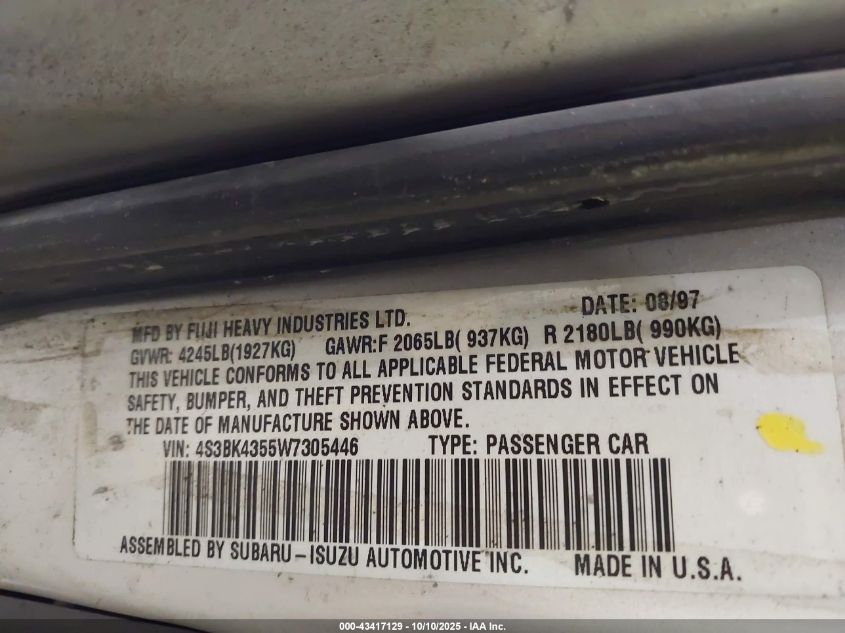 MFD BY FUJI HEAVY INDUSTRIES LTD. DATE: 08/97
GVWR: 4245LB(1927KG) GAWR:F 2065LB( 937KG) R 2180LB( 990KG)
THIS VEHICLE CONFORMS TO ALL APPLICABLE FEDERAL MOTOR VEHICLE
SAFETY, BUMPER, AND THEFT PREVENTION STANDARDS IN EFFECT ON
THE DATE OF MANUFACTURE SHOWN ABOVE.
VIN: 4S3BK4355W7305446 TYPE: PASSENGER CAR
ASSEMBLED BY SUBARU-ISUZU AUTOMOTIVE INC. MADE IN U.S.A.
000-43417129 - 10/10/2025 - IAA Inc.